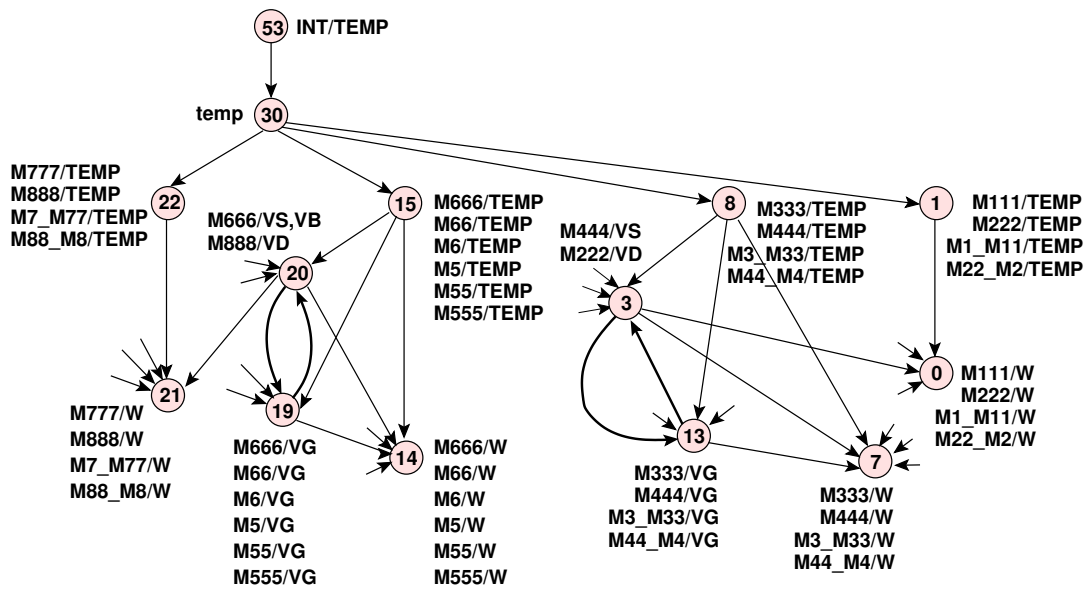 53 INT/TEMP
temp 30
M777/TEMP
M888/TEMP
M7_M77/TEMP
M88_M8/TEMP
22
M666/VS,VB
M888/VD
20
15
M666/TEMP
M66/TEMP
M6/TEMP
M5/TEMP
M55/TEMP
M555/TEMP
M444/VS
M222/VD
3
8
M333/TEMP
M444/TEMP
M3_M33/TEMP
M44_M4/TEMP
1
M111/TEMP
M222/TEMP
M1_M11/TEMP
M22_M2/TEMP
21
M777/W
M888/W
M7_M77/W
M88_M8/W
19
M666/VG
M66/VG
M6/VG
M5/VG
M55/VG
M555/VG
14
M666/W
M66/W
M6/W
M5/W
M55/W
M555/W
13
M333/VG
M444/VG
M3_M33/VG
M44_M4/VG
7
M333/W
M444/W
M3_M33/W
M44_M4/W
0
M111/W
M222/W
M1_M11/W
M22_M2/W